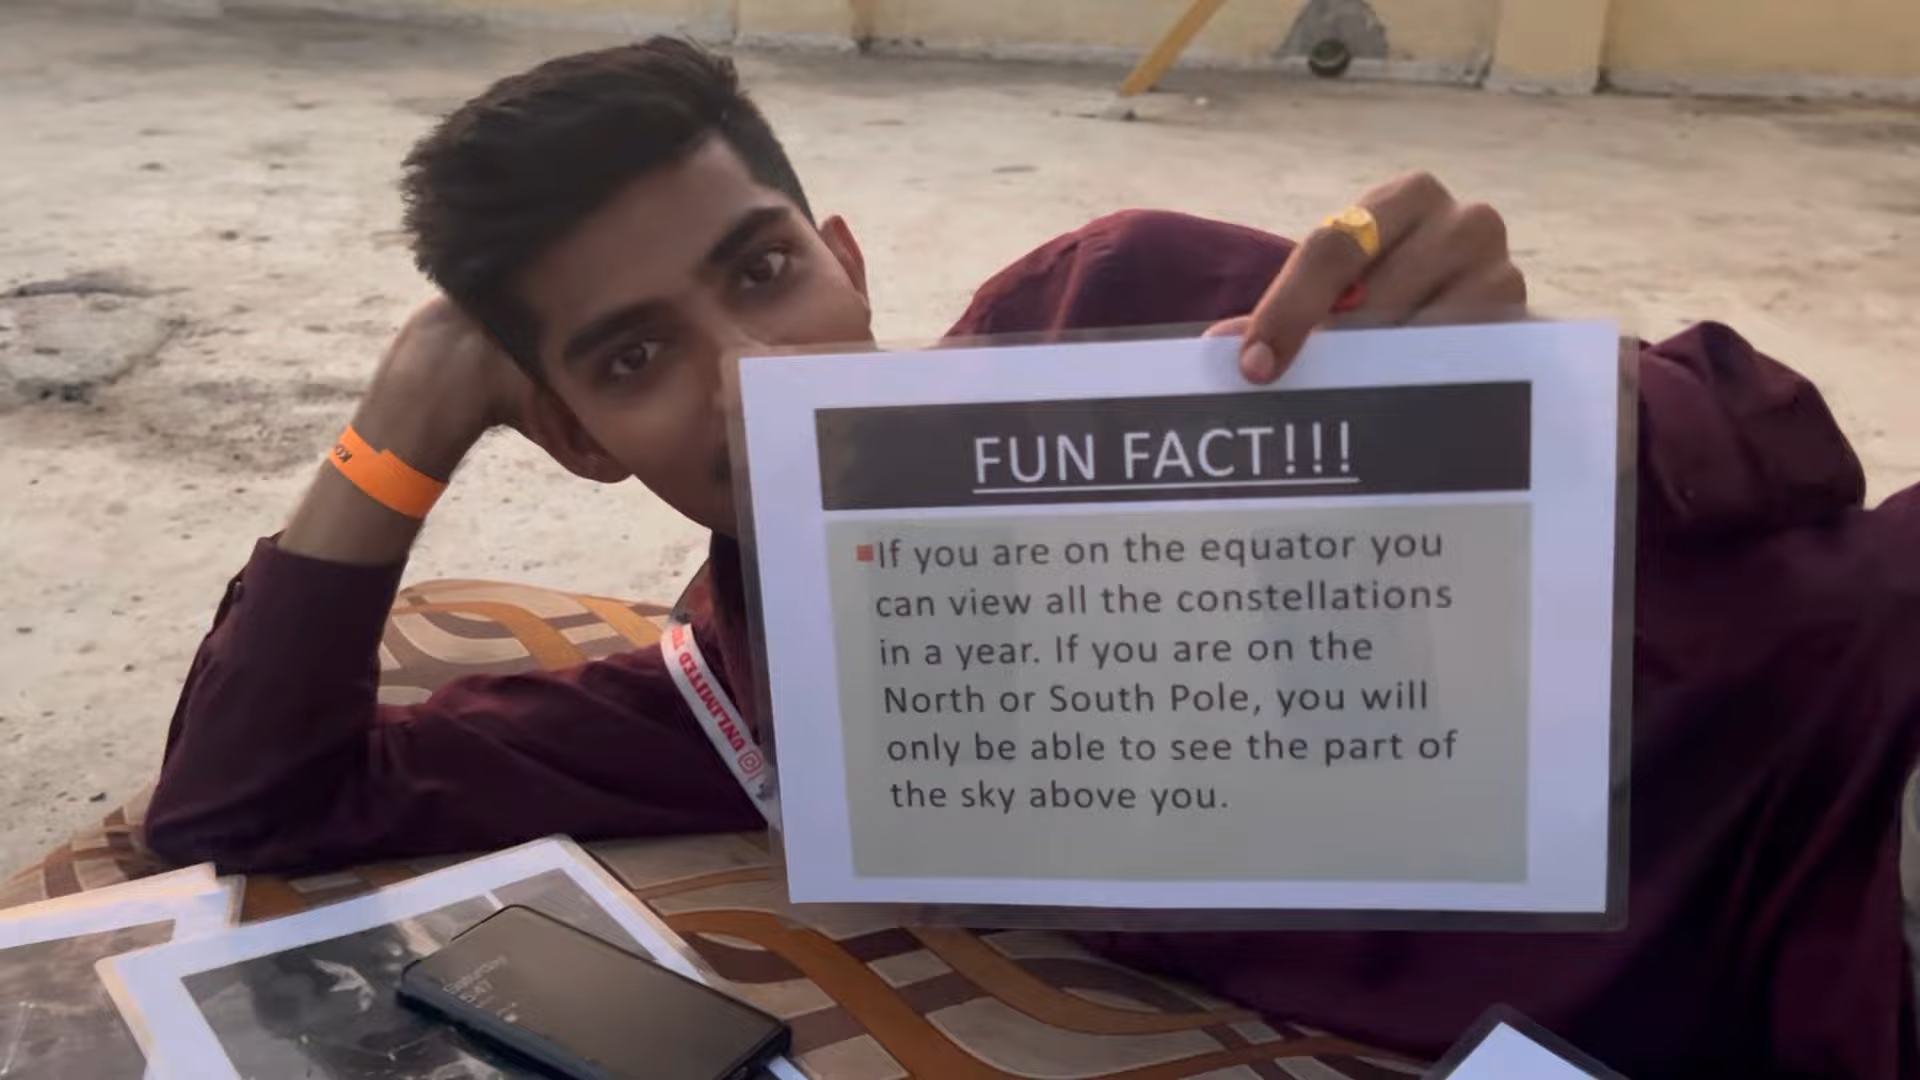 FUN FACT!!!
If you are on the equator you
can view all the constellations
in a year. If you are on the
North or South Pole, you will
only be able to see the part of
the sky above you.
UNLIMITED
Saturday